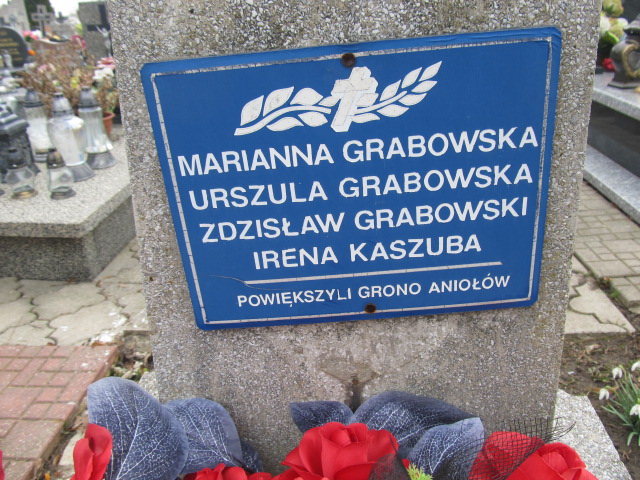 MARIANNA GRABOWSKA
URSZULA GRABOWSKA
ZDZISŁAW GRABOWSKI
IRENA KASZUBA
POWIĘKSZYLI GRONO ANIOŁÓW